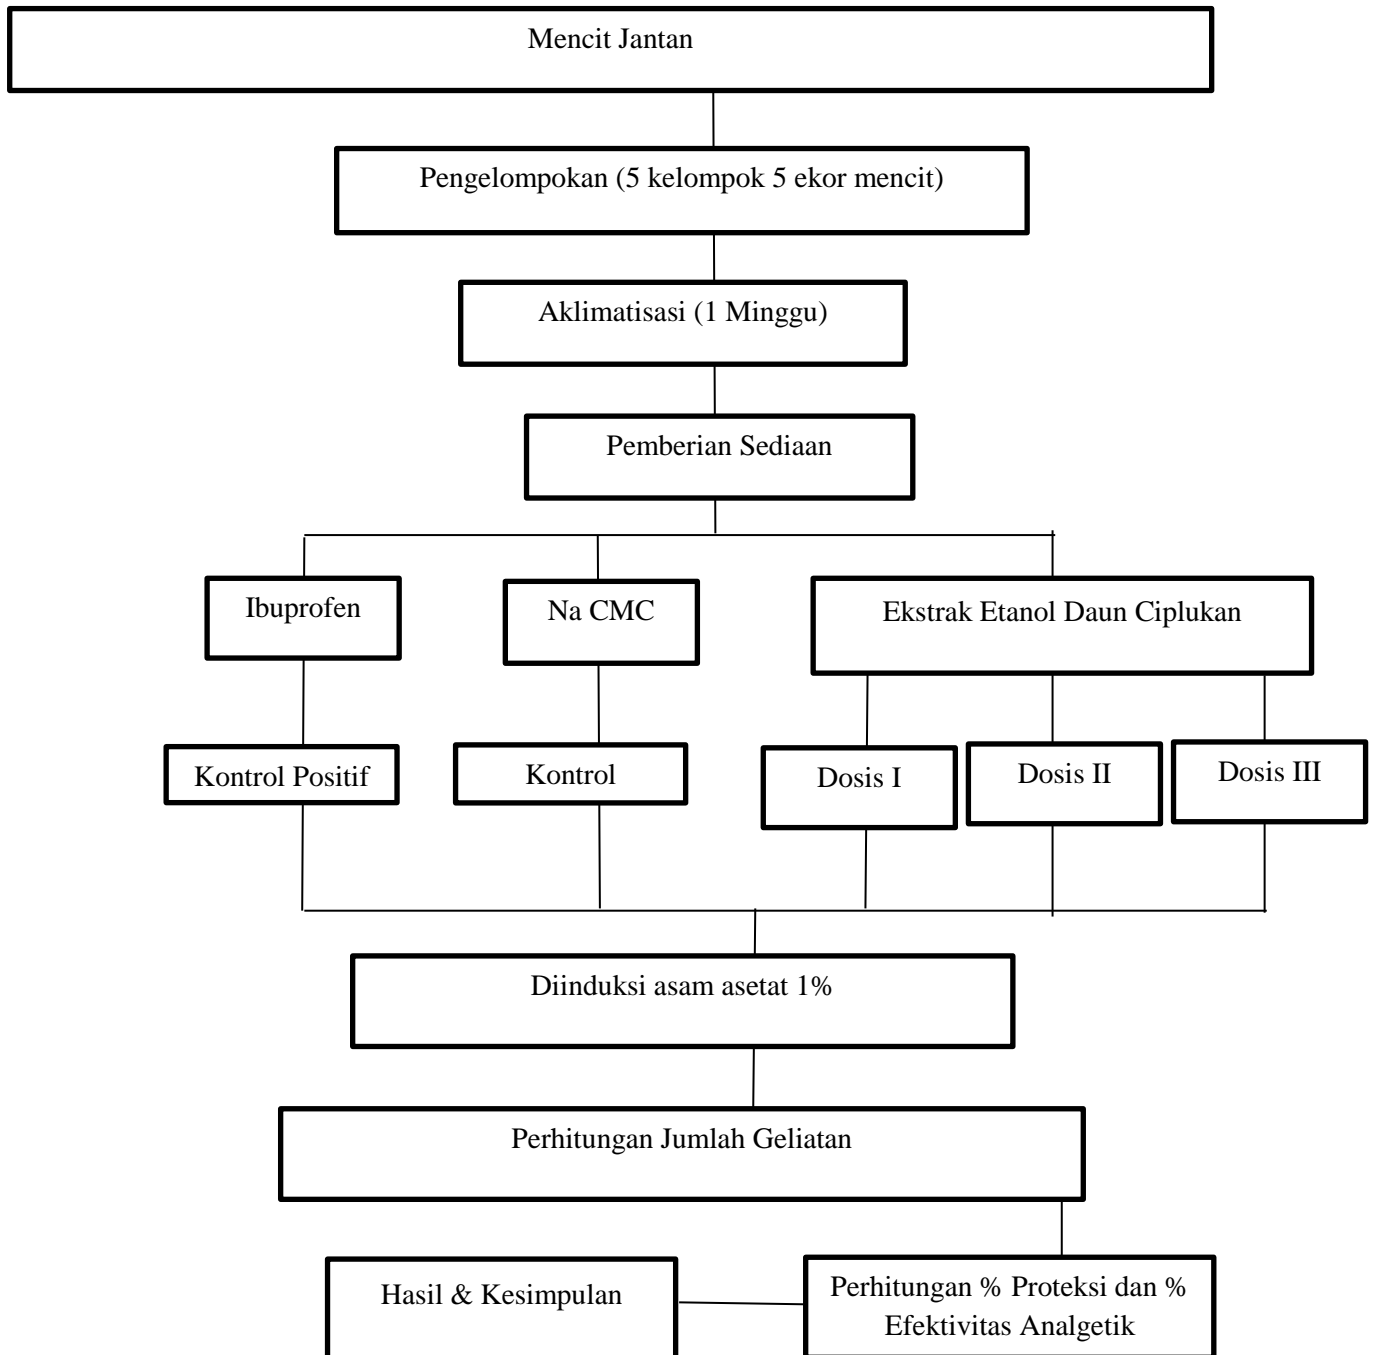 Mencit Jantan
Pengelompokan (5 kelompok 5 ekor mencit)
Aklimatisasi (1 Minggu)
Pemberian Sediaan
Ibuprofen
Na CMC
Ekstrak Etanol Daun Ciplukan
Kontrol Positif
Kontrol
Dosis I
Dosis II
Dosis III
Diinduksi asam asetat 1%
Perhitungan Jumlah Geliatan
Perhitungan % Proteksi dan %
Efektivitas Analgetik
Hasil & Kesimpulan